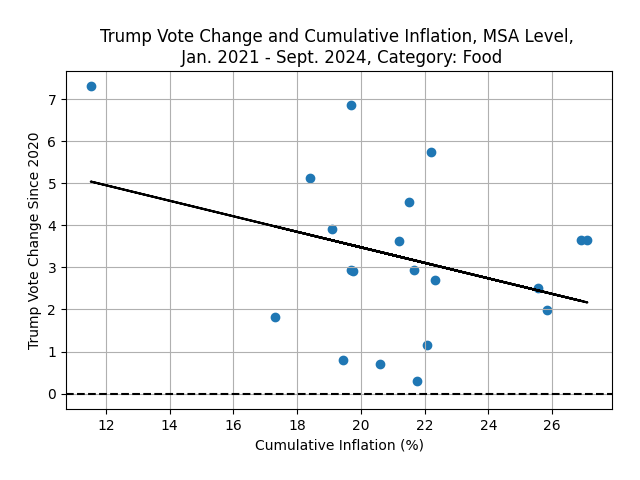 Trump Vote Change and Cumulative Inflation, MSA Level,
Jan. 2021 - Sept. 2024, Category: Food
Trump Vote Change Since 2020
7
6
5
4
3
2
1
0
12 14 16 18 20 22 24 26
Cumulative Inflation (%)